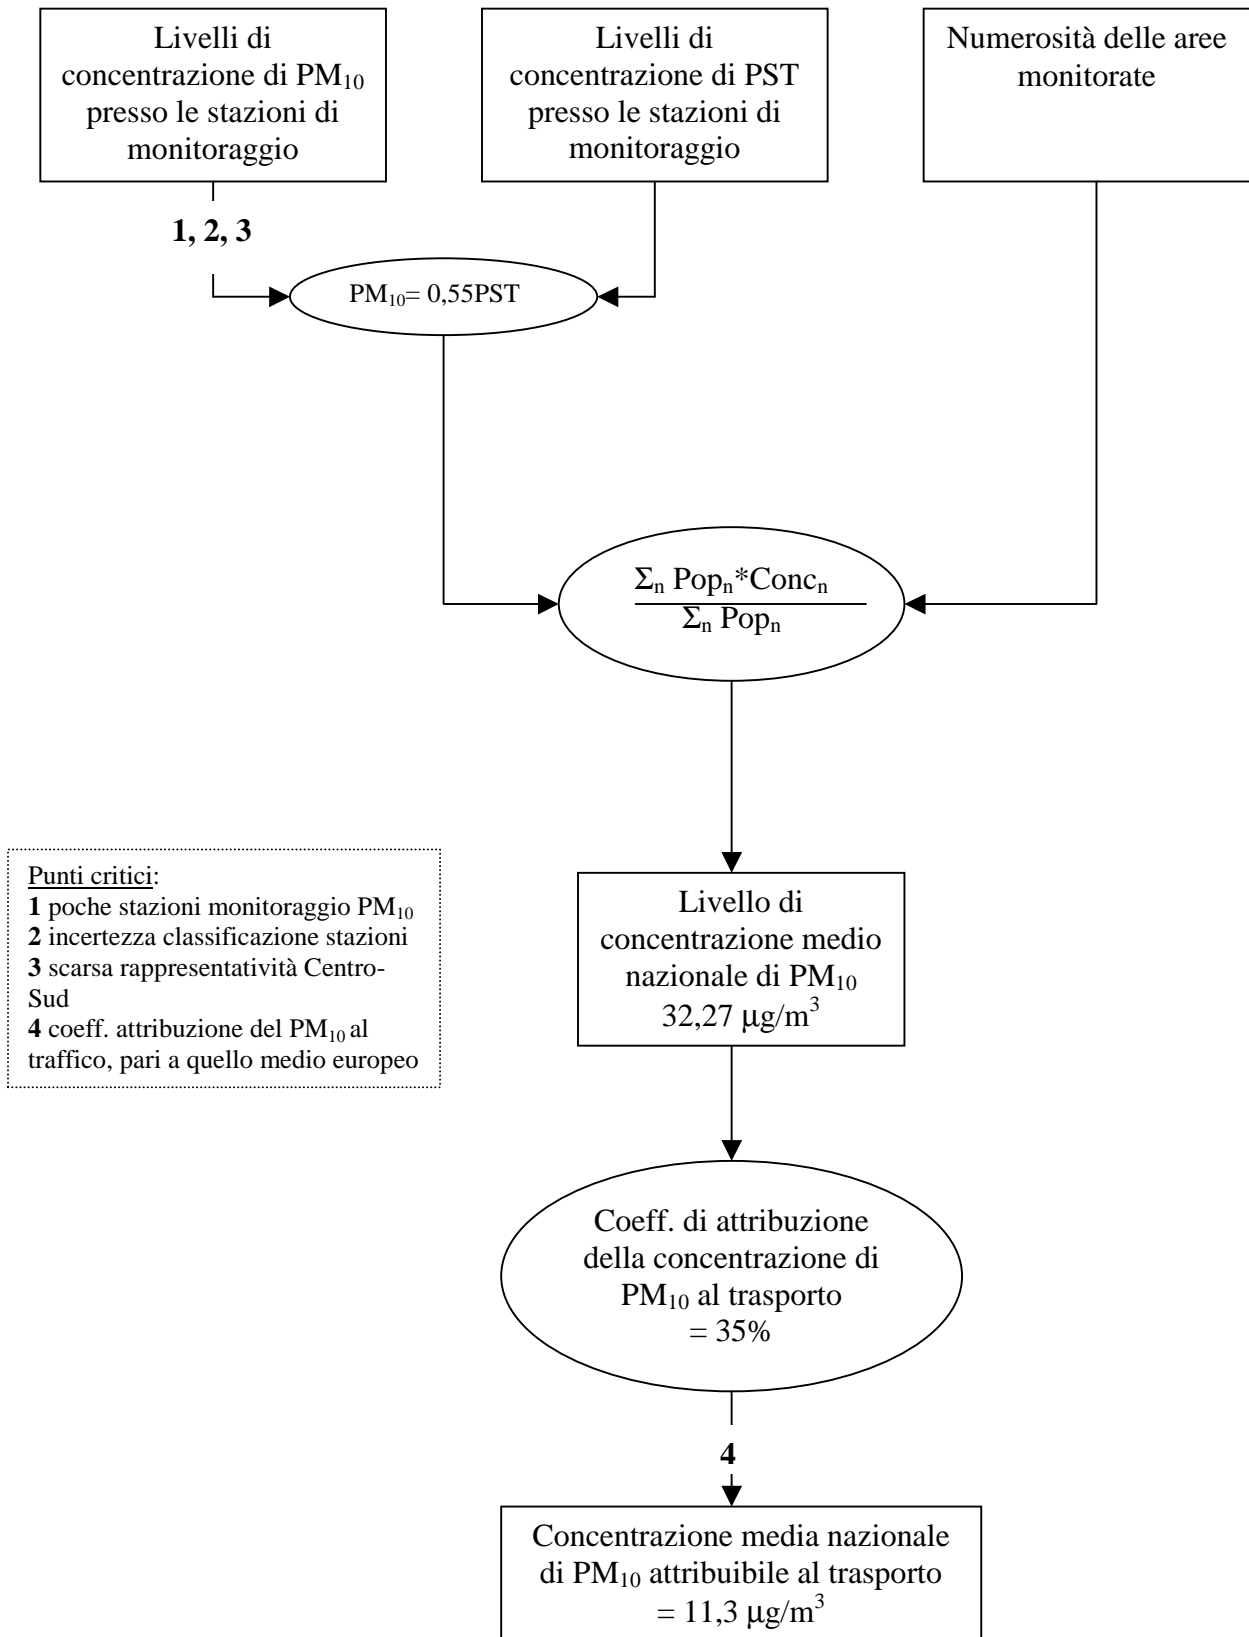 Livelli di
concentrazione di PM₁₀
presso le stazioni di
monitoraggio
Livelli di
concentrazione di PST
presso le stazioni di
monitoraggio
Numerosità delle aree
monitorate
1, 2, 3
PM₁₀= 0,55PST
Σₙ Popₙ*Concₙ
Σₙ Popₙ
Punti critici:
1 poche stazioni monitoraggio PM₁₀
2 incertezza classificazione stazioni
3 scarsa rappresentatività Centro-
Sud
4 coeff. attribuzione del PM₁₀ al
traffico, pari a quello medio europeo
Livello di
concentrazione medio
nazionale di PM₁₀
32,27 μg/m³
Coeff. di attribuzione
della concentrazione di
PM₁₀ al trasporto
= 35%
4
Concentrazione media nazionale
di PM₁₀ attribuibile al trasporto
= 11,3 μg/m³